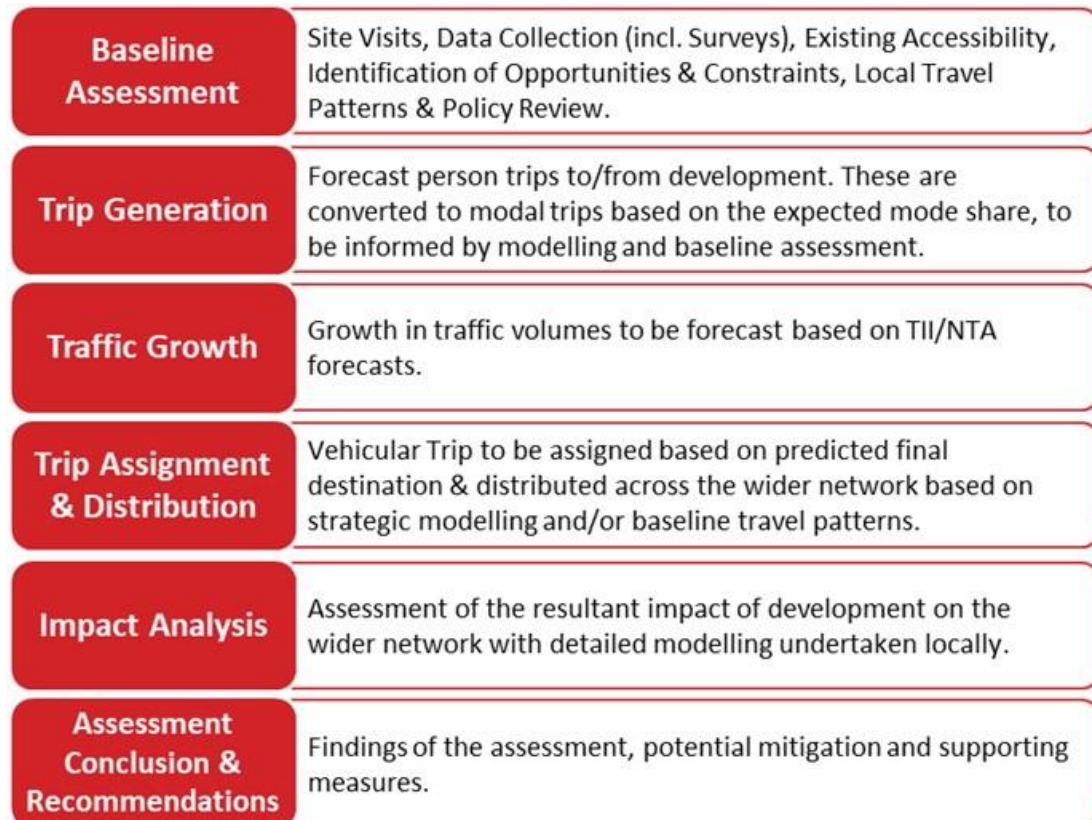 Baseline
Assessment
Site Visits, Data Collection (incl. Surveys), Existing Accessibility,
Identification of Opportunities & Constraints, Local Travel
Patterns & Policy Review.
Trip Generation
Forecast person trips to/from development. These are
converted to modal trips based on the expected mode share, to
be informed by modelling and baseline assessment.
Traffic Growth
Growth in traffic volumes to be forecast based on TII/NTA
forecasts.
Trip Assignment
& Distribution
Vehicular Trip to be assigned based on predicted final
destination & distributed across the wider network based on
strategic modelling and/or baseline travel patterns.
Impact Analysis
Assessment of the resultant impact of development on the
wider network with detailed modelling undertaken locally.
Assessment
Conclusion &
Recommendations
Findings of the assessment, potential mitigation and supporting
measures.